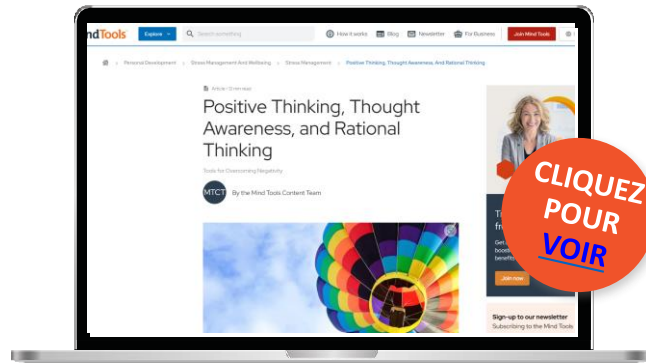 ndTools
Explore
Search something
How it works
Blog
Newsletter
For Business
Join Mind Tools
Personal Development
Stress Management And Wellbeing
Stress Management
Positive Thinking, Thought Awareness, And Rational Thinking
Positive Thinking, Thought
Awareness, and Rational
Thinking
Tools for Overcoming Negativity
MTCT
By the Mind Tools Content Team
CLIQUEZ
POUR
VOIR
Join now
Sign-up to our newsletter
Subscribing to the Mind Tools